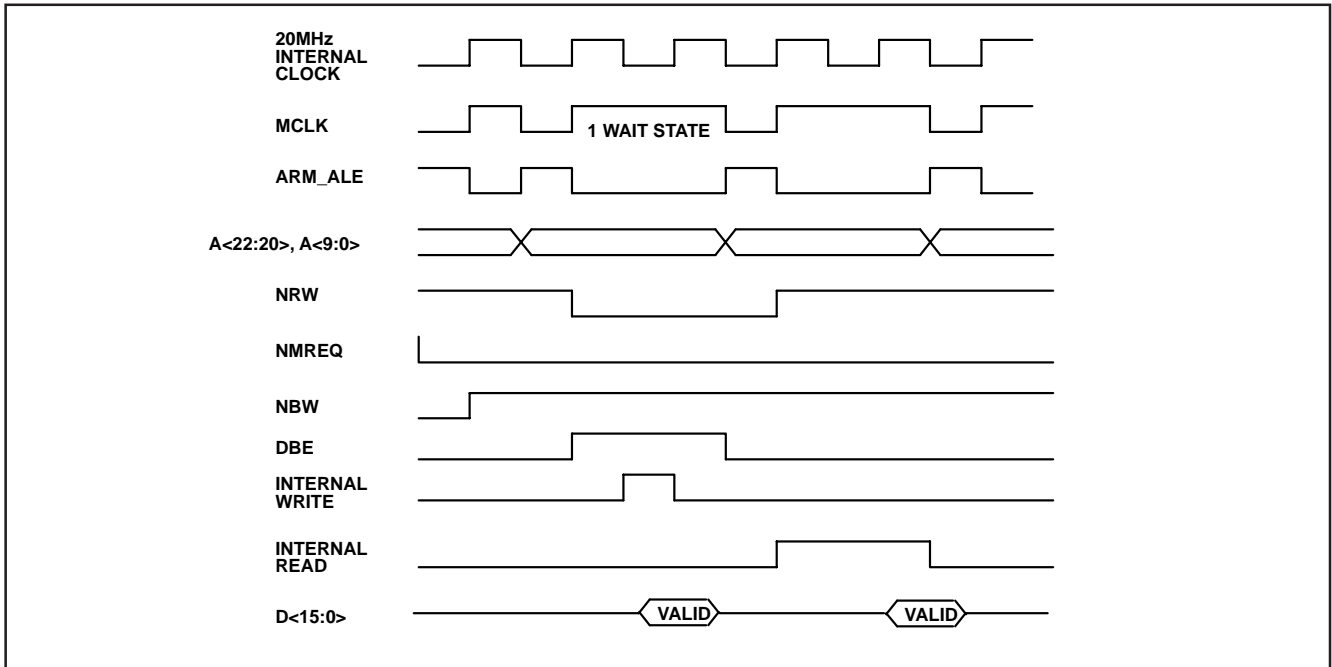 20MHz
INTERNAL
CLOCK
MCLK
1 WAIT STATE
ARM_ALE
A<22:20>, A<9:0>
NRW
NMREQ
NBW
DBE
INTERNAL
WRITE
INTERNAL
READ
D<15:0>
VALID
VALID